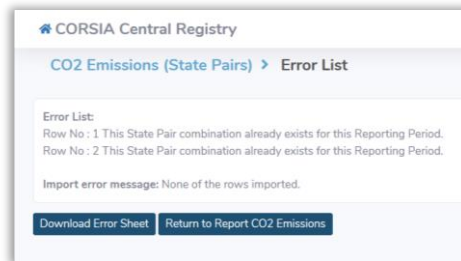 CORSIA Central Registry
CO2 Emissions (State Pairs) > Error List
Error List:
Row No : 1 This State Pair combination already exists for this Reporting Period.
Row No : 2 This State Pair combination already exists for this Reporting Period.
Import error message: None of the rows imported.
Download Error Sheet Return to Report CO2 Emissions